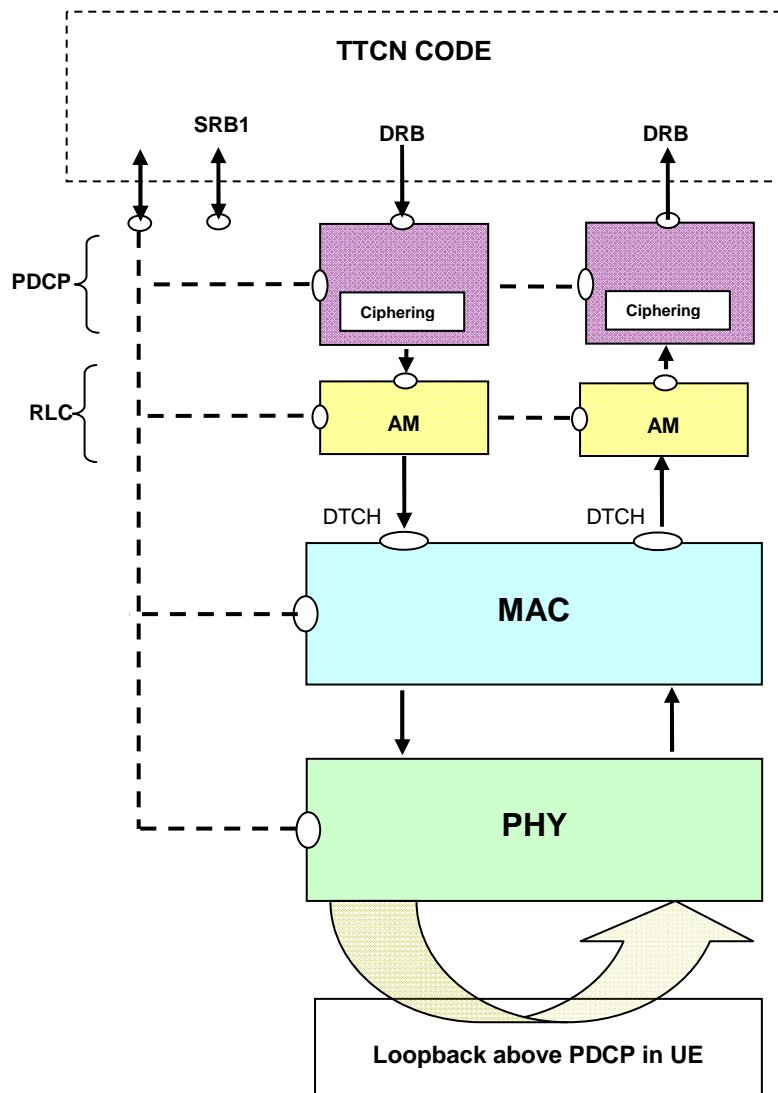 TTCN CODE
SRB1
DRB
DRB
PDCP
Ciphering
Ciphering
RLC
AM
AM
DTCH
DTCH
MAC
PHY
Loopback above PDCP in UE